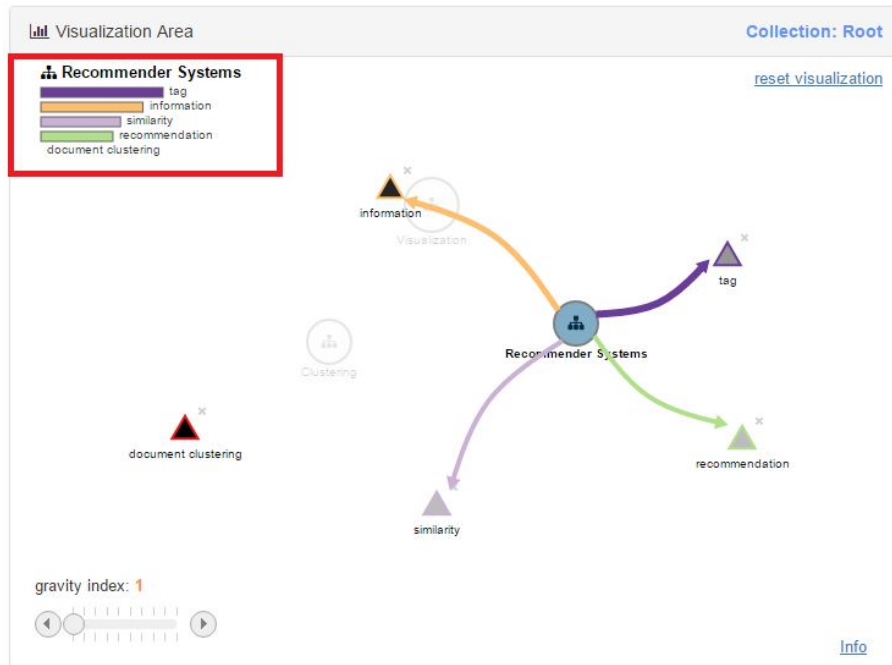 Visualization Area
Collection: Root
Recommender Systems
tag
information
similarity
recommendation
document clustering
reset visualization
information
Visualization
tag
Recommender Systems
Clustering
document clustering
recommendation
similarity
gravity index: 1
Info